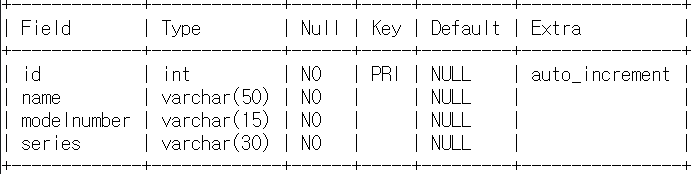 +-------------+-------------+------+-----+---------+----------------+
| Field       | Type        | Null | Key | Default | Extra          |
+-------------+-------------+------+-----+---------+----------------+
| id          | int         | NO   | PRI | NULL    | auto_increment |
| name        | varchar(50) | NO   |     | NULL    |                |
| modelnumber | varchar(15) | NO   |     | NULL    |                |
| series      | varchar(30) | NO   |     | NULL    |                |
+-------------+-------------+------+-----+---------+----------------+